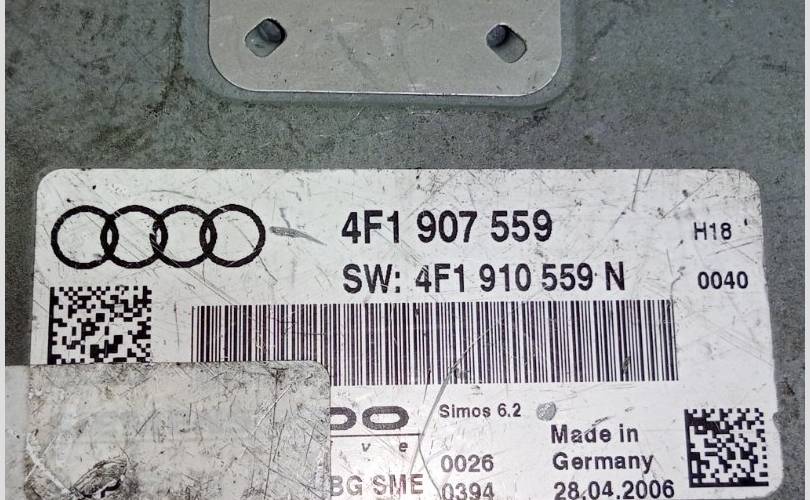 4F1 907 559 H18
SW: 4F1 910 559 N 0040
Simos 6.2
v e
Made in
0026 Germany
BG SME 0394 28.04.2006